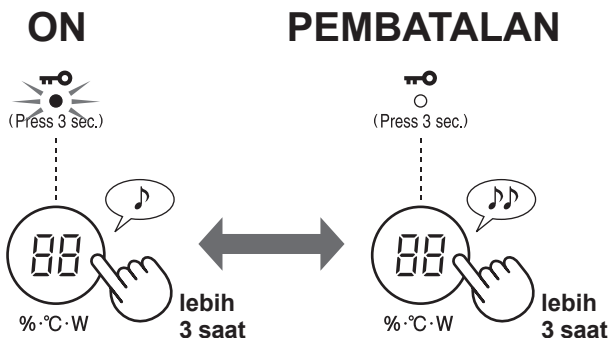 ON
(Press 3 sec.)
88
%·℃·W
lebih
3 saat
PEMBATALAN
(Press 3 sec.)
88
%·℃·W
lebih
3 saat